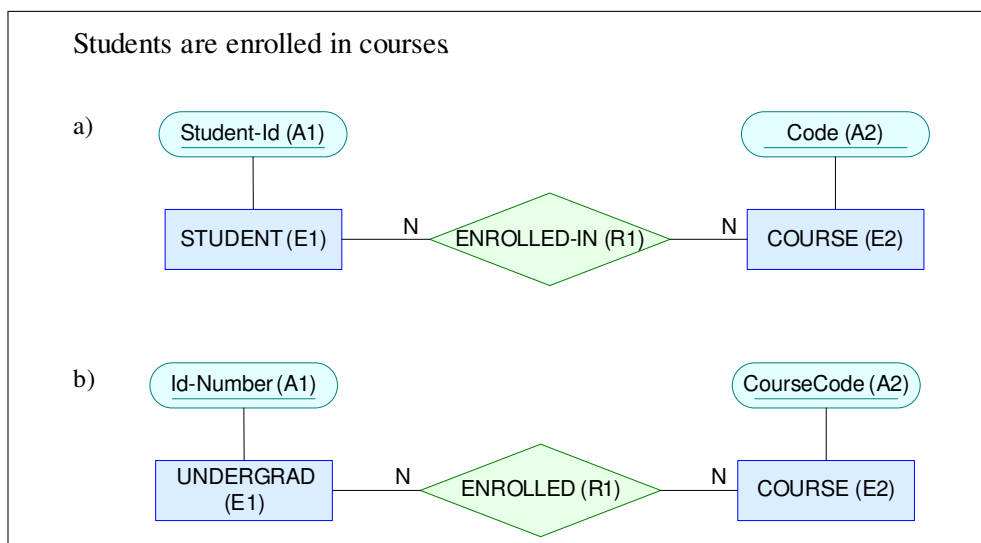 Students are enrolled in courses.
a)
Student-Id (A1)
Code (A2)
STUDENT (E1)
N
ENROLLED-IN (R1)
N
COURSE (E2)
b)
Id-Number (A1)
CourseCode (A2)
UNDERGRAD
(E1)
N
ENROLLED (R1)
N
COURSE (E2)